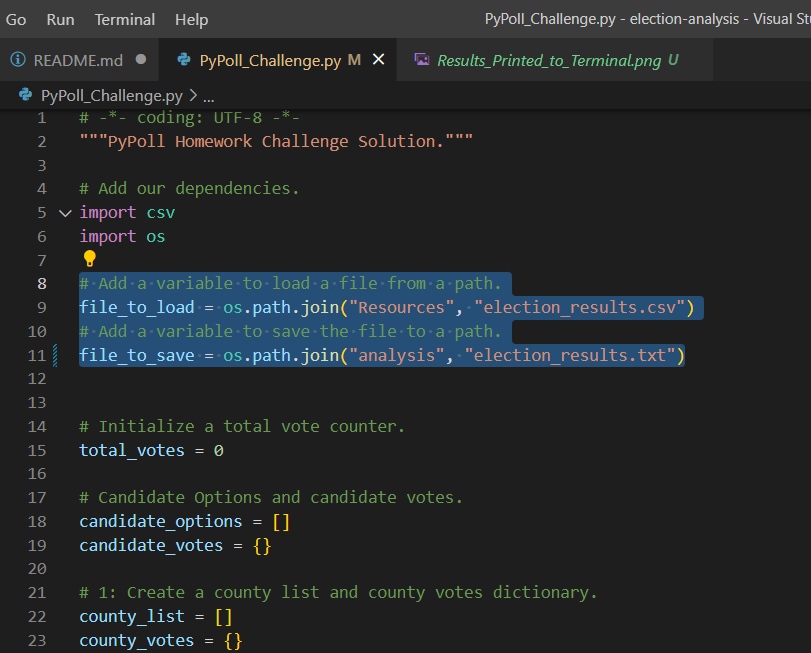 Go Run Terminal Help PyPoll_Challenge.py - election-analysis - Visual Stu
README.md PyPoll_Challenge.py M Results_Printed_to_Terminal.png U
PyPoll_Challenge.py > ...
1 # -*- coding: UTF-8 -*-
2 """PyPoll Homework Challenge Solution."""
3
4 # Add our dependencies.
5 import csv
6 import os
7
8 # Add a variable to load a file from a path.
9 file_to_load = os.path.join("Resources", "election_results.csv")
10 # Add a variable to save the file to a path.
11 file_to_save = os.path.join("analysis", "election_results.txt")
12
13
14 # Initialize a total vote counter.
15 total_votes = 0
16
17 # Candidate Options and candidate votes.
18 candidate_options = []
19 candidate_votes = {}
20
21 # 1: Create a county list and county votes dictionary.
22 county_list = []
23 county_votes = {}